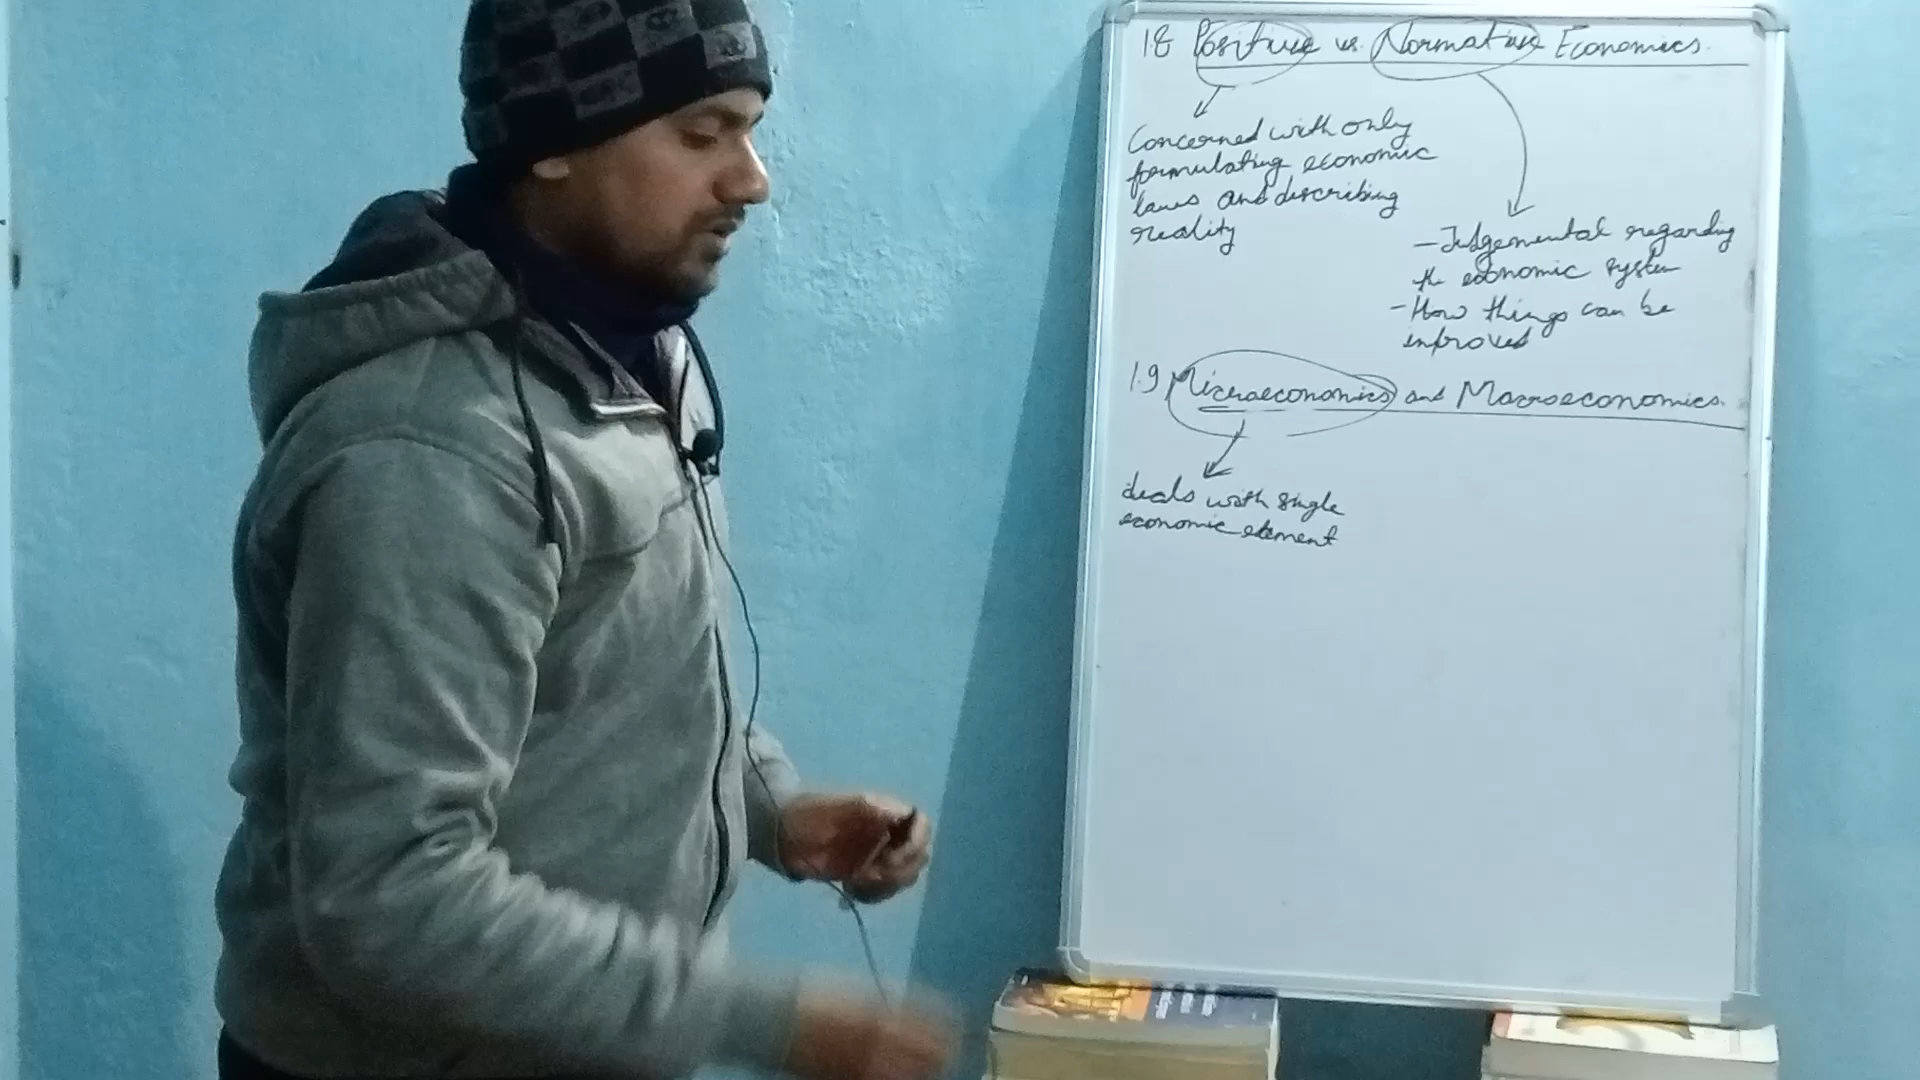 1.8 Positive vs. Normative Economics.
Concerned with only
formulating economic
laws and describing
reality
- Judgemental regarding
the economic system
- How things can be
improved
1.9 Microeconomics and Macroeconomics.
deals with single
economic element